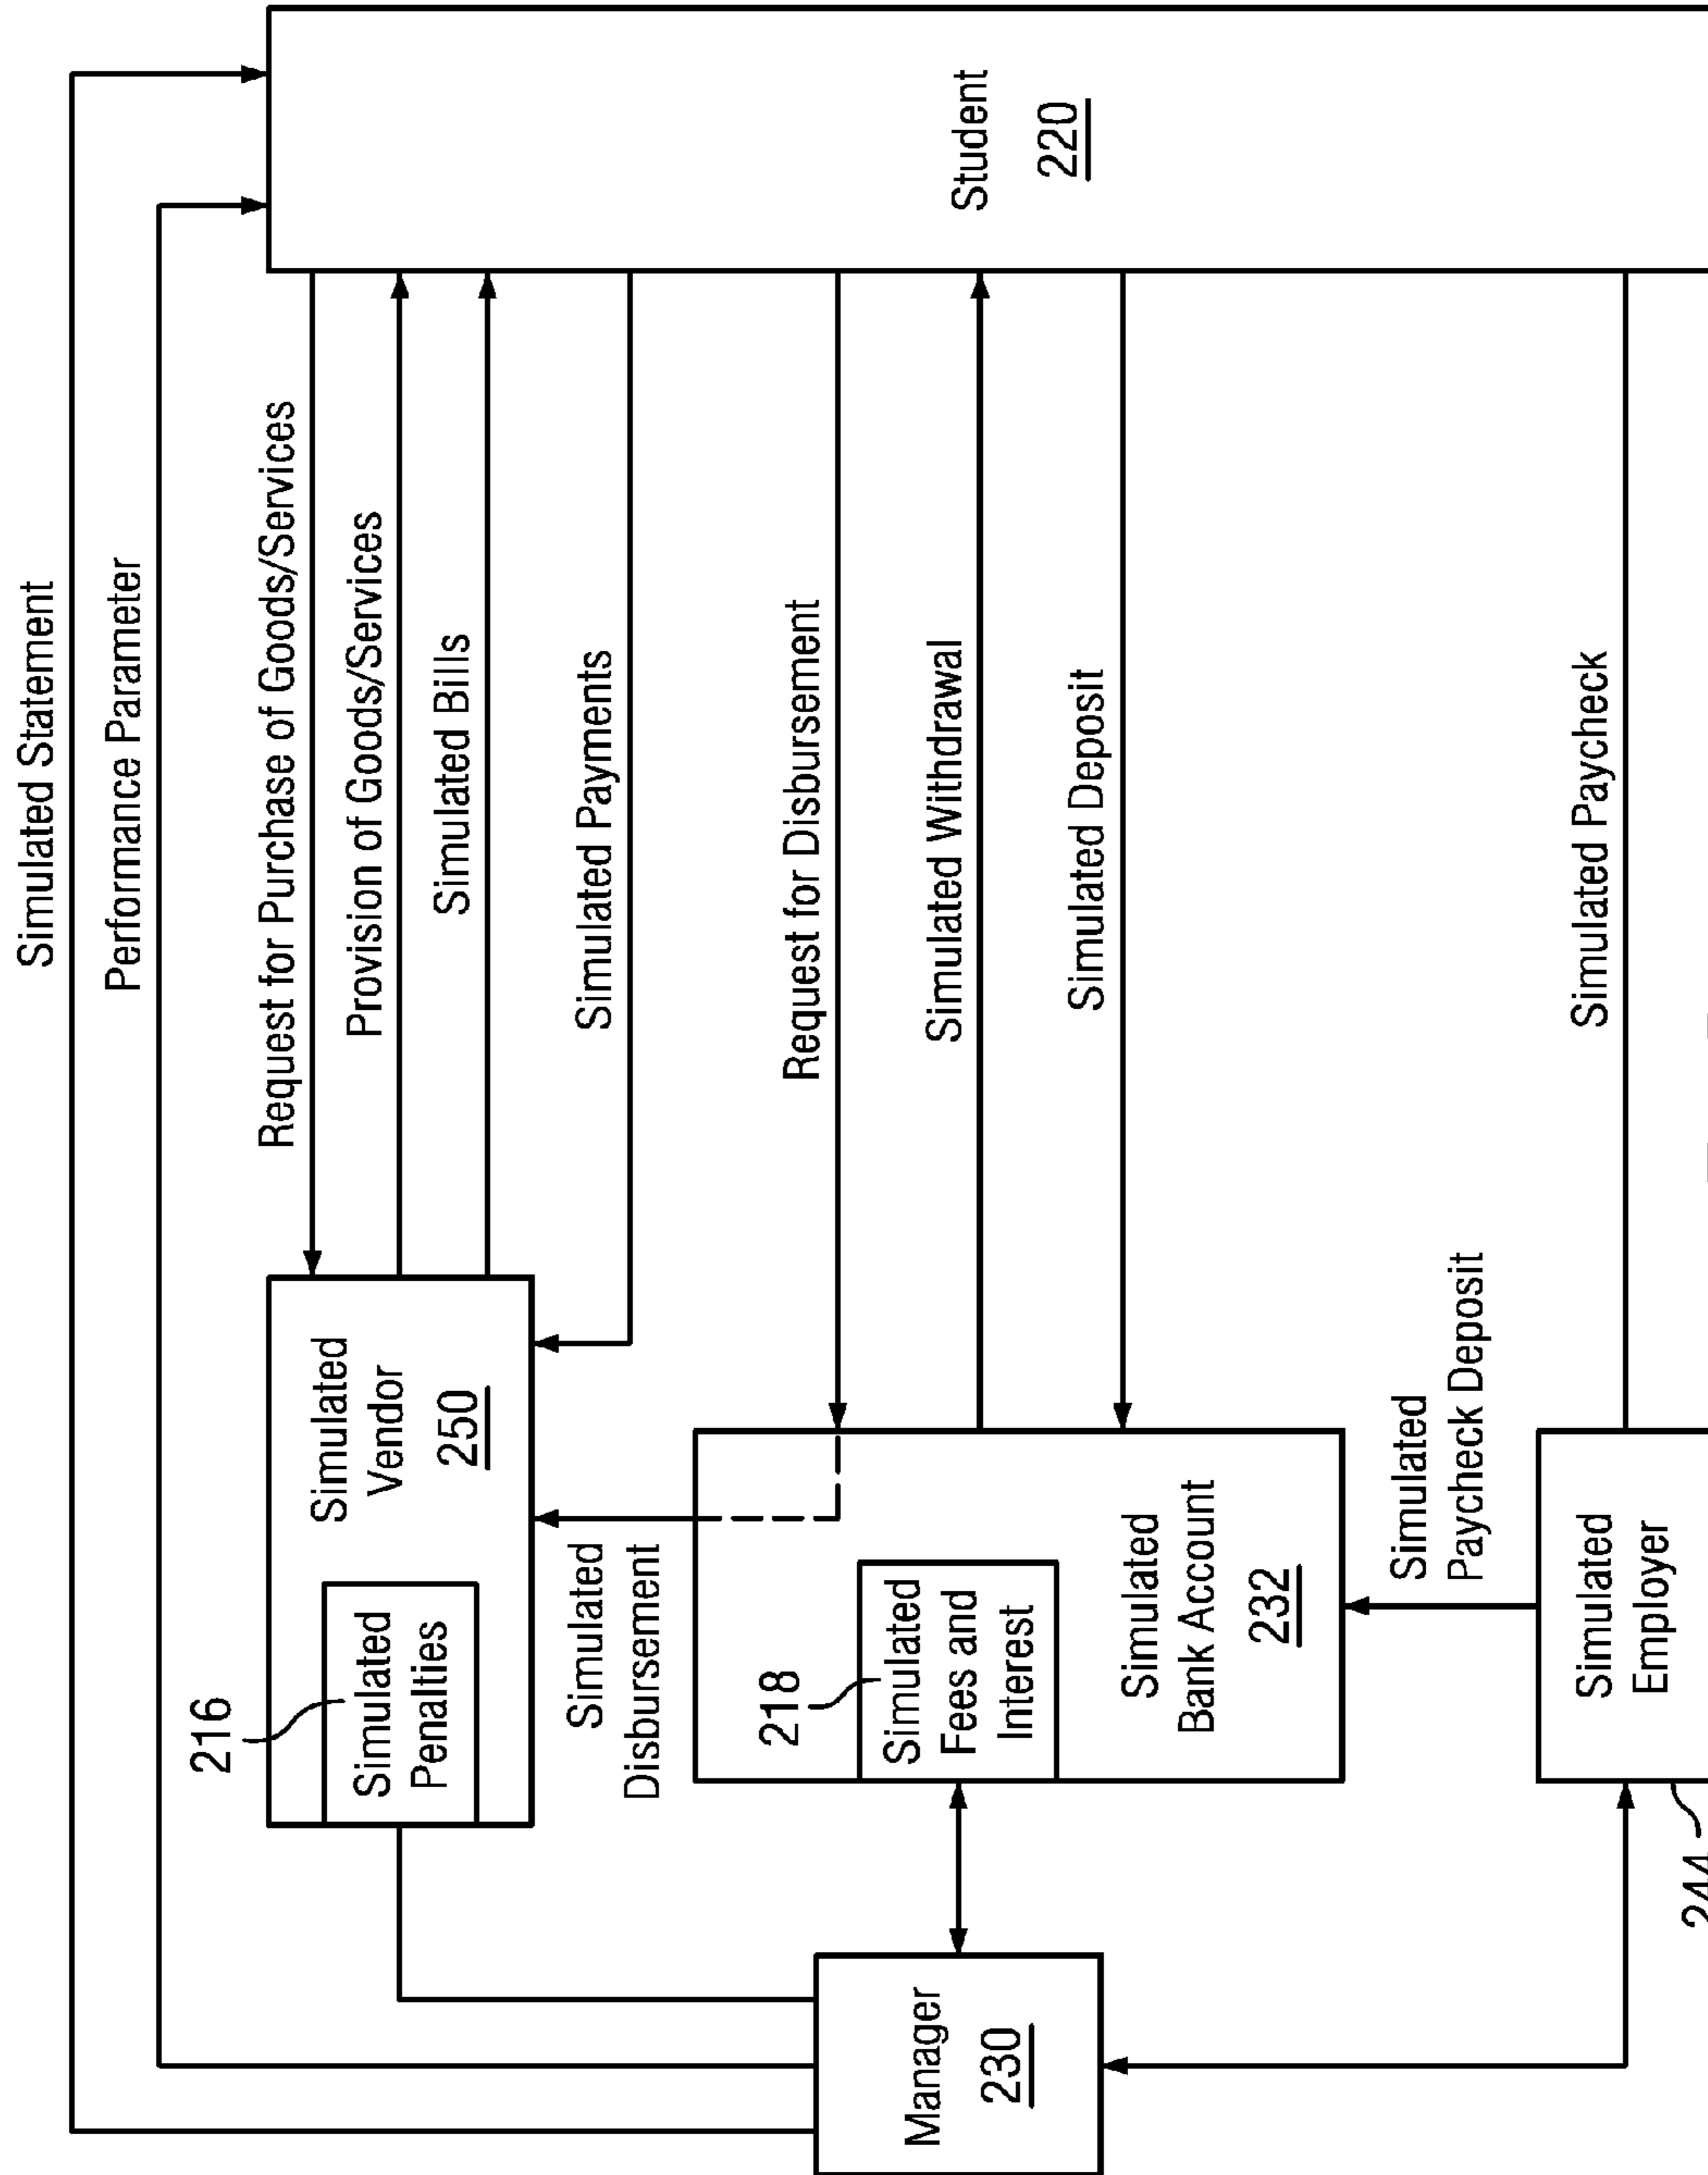 Simulated Statement
Performance Parameter
Request for Purchase of Goods/Services
Provision of Goods/Services
Simulated Bills
Simulated Payments
Request for Disbursement
Simulated Withdrawal
Simulated Deposit
Simulated Paycheck
Student
220
Simulated
Vendor
250
216
Simulated
Penalties
Simulated
Disbursement
218
Simulated
Fees and
Interest
Simulated
Bank Account
232
Simulated
Paycheck Deposit
Simulated
Employer
244
Manager
230